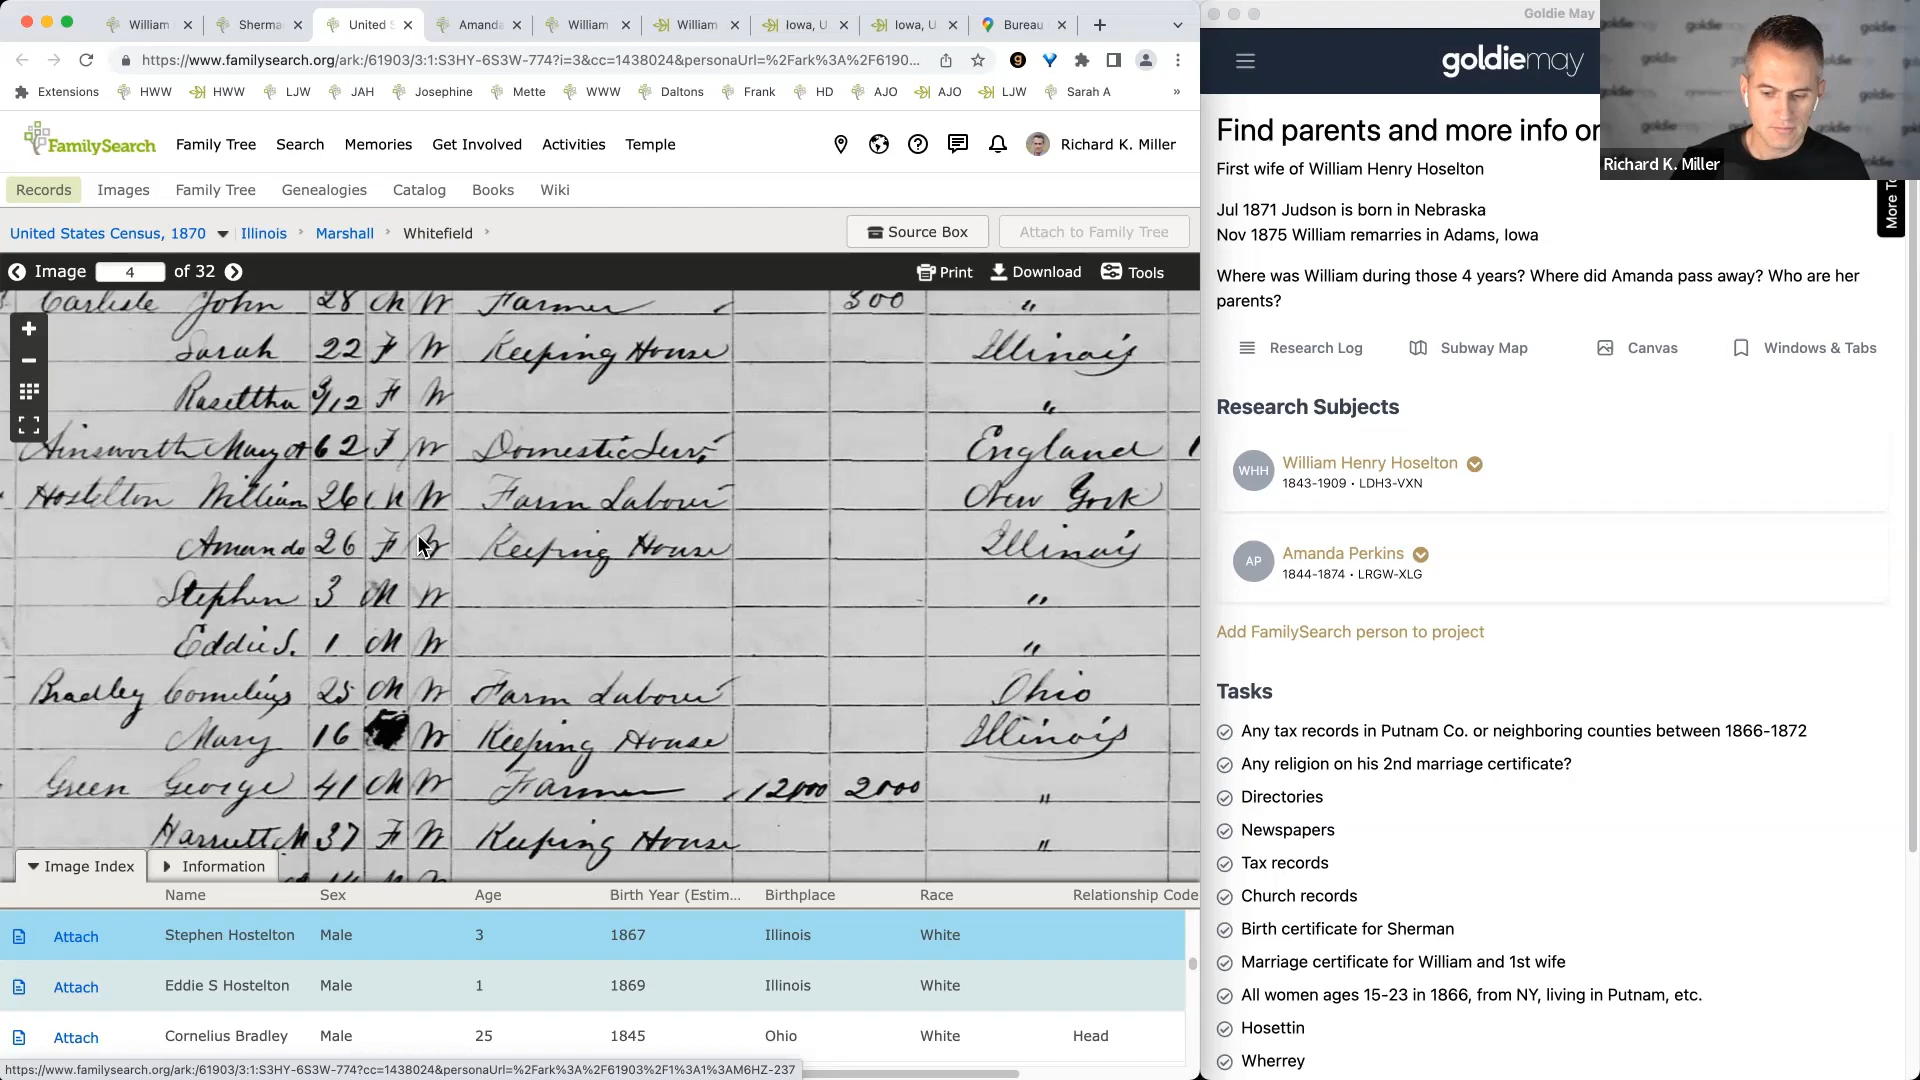 William
Sherma
United S
Amanda
William
William
Iowa, U
Iowa, U
Bureau
https://www.familysearch.org/ark:/61903/3:1:S3HY-6S3W-774?i=3&cc=1438024&personaUrl=%2Fark%3A%2F6190...
Extensions HWW HWW LJW JAH Josephine Mette WWW Daltons Frank HD AJO AJO LJW Sarah A »
FamilySearch Family Tree Search Memories Get Involved Activities Temple Richard K. Miller
Records Images Family Tree Genealogies Catalog Books Wiki
United States Census, 1870 Illinois Marshall Whitefield Source Box Attach to Family Tree
Image 4 of 32 Print Download Tools
Carlisle John 28 M W Farmer 300 "
Sarah 22 F W Keeping House Illinois
Rosettha 3/12 F W "
Ainsworth Mary A 62 F W Domestic Serv England
Hostelton William 26 M W Farm Labour New York
Amanda 26 F W Keeping House Illinois
Stephen 3 M W "
Eddie S. 1 M W "
Bradley Cornelius 25 M W Farm Labour Ohio
Mary 16 W Keeping House Illinois
Green George 41 M W Farmer 12000 2000 "
Harriett M 37 F W Keeping House "
Image Index Information
Name Sex Age Birth Year (Estim... Birthplace Race Relationship Code
Attach Stephen Hostelton Male 3 1867 Illinois White
Attach Eddie S Hostelton Male 1 1869 Illinois White
Attach Cornelius Bradley Male 25 1845 Ohio White Head
https://www.familysearch.org/ark:/61903/3:1:S3HY-6S3W-774?cc=1438024&personaUrl=%2Fark%3A%2F61903%2F1%3A1%3AM6HZ-237
Goldie May
goldiemay
Richard K. Miller
Find parents and more info or
First wife of William Henry Hoselton
Jul 1871 Judson is born in Nebraska
Nov 1875 William remarries in Adams, Iowa
More To
Where was William during those 4 years? Where did Amanda pass away? Who are her
parents?
Research Log Subway Map Canvas Windows & Tabs
Research Subjects
WHH William Henry Hoselton
1843-1909 • LDH3-VXN
AP Amanda Perkins
1844-1874 • LRGW-XLG
Add FamilySearch person to project
Tasks
Any tax records in Putnam Co. or neighboring counties between 1866-1872
Any religion on his 2nd marriage certificate?
Directories
Newspapers
Tax records
Church records
Birth certificate for Sherman
Marriage certificate for William and 1st wife
All women ages 15-23 in 1866, from NY, living in Putnam, etc.
Hosettin
Wherrey